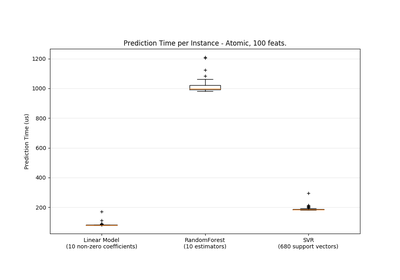 Prediction Time per Instance - Atomic, 100 feats.
Prediction Time (us)
1200
1000
800
600
400
200
Linear Model
(10 non-zero coefficients)
RandomForest
(10 estimators)
SVR
(680 support vectors)